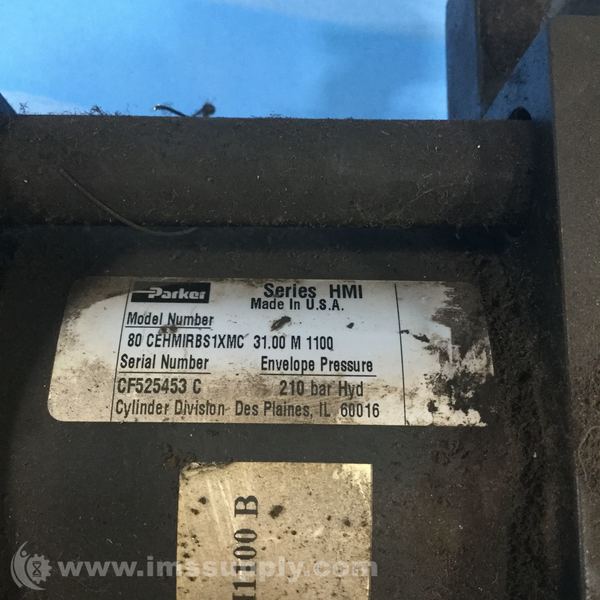 Parker
Series HMI
Made In U.S.A.
Model Number
80 CEHMIRBS1XMC 31.00 M 1100
Serial Number Envelope Pressure
CF525453 C 210 bar Hyd
Cylinder Division Des Plaines, IL 60016
1100 B
www.imssupply.com